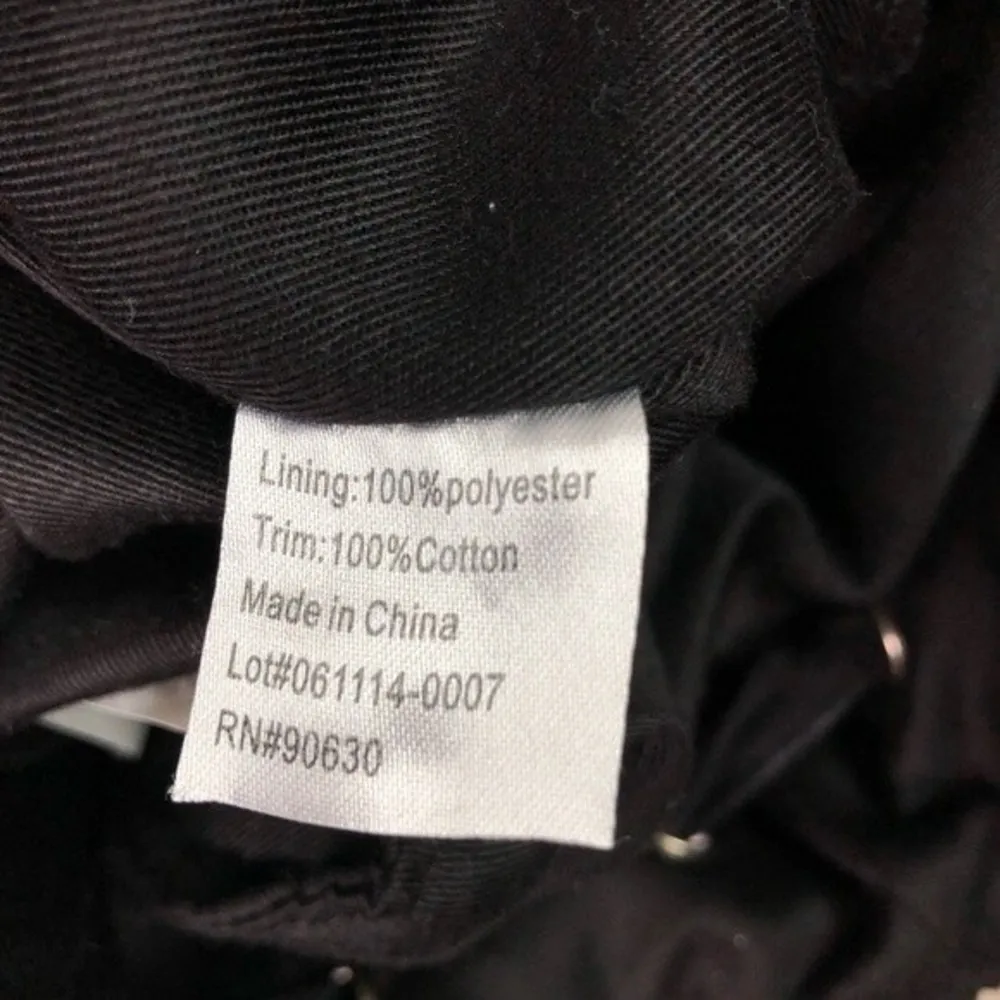 Lining:100%polyester
Trim:100%Cotton
Made in China
Lot#061114-0007
RN#90630